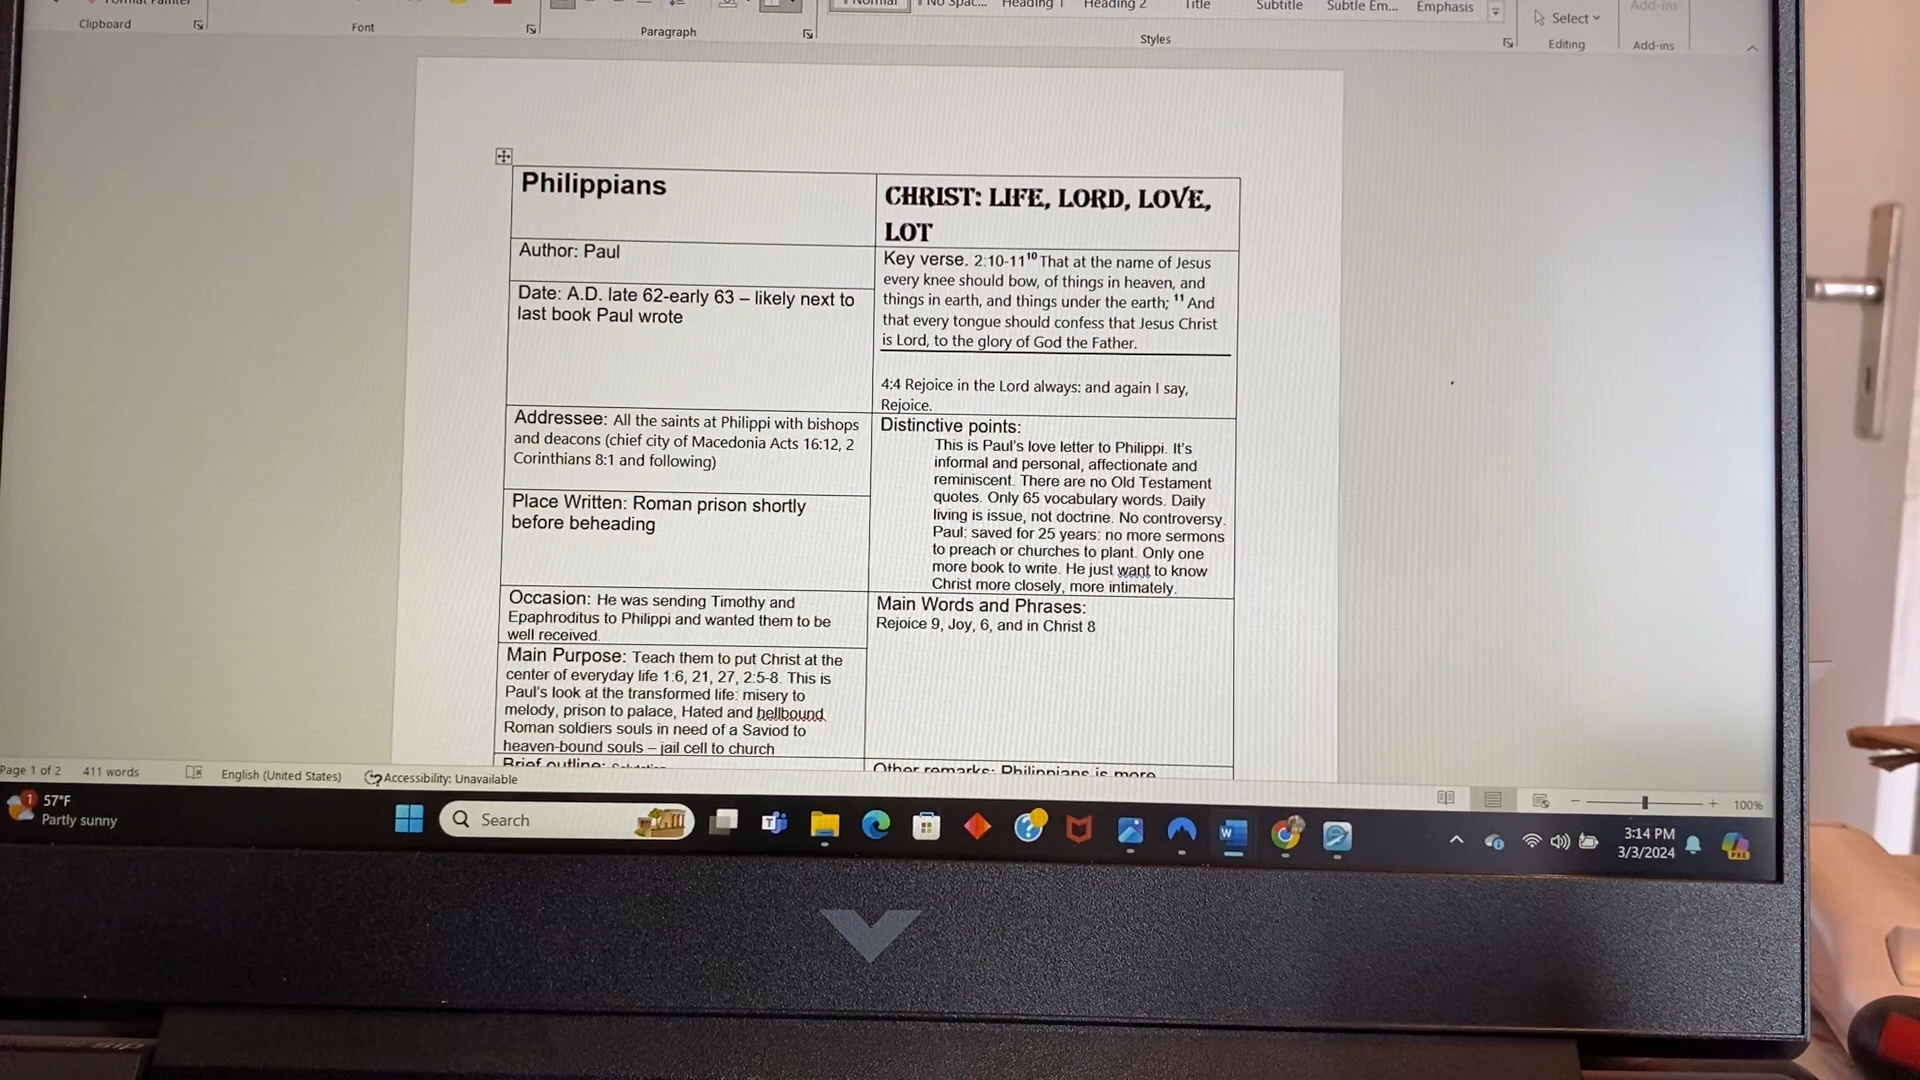 Format Painter
Normal
No Spac...
Heading 1
Heading 2
Title
Subtitle
Subtle Em...
Emphasis
Select
Add-ins
Clipboard
Font
Paragraph
Styles
Editing
Add-ins
Philippians
CHRIST: LIFE, LORD, LOVE,
LOT
Author: Paul
Date: A.D. late 62-early 63 – likely next to
last book Paul wrote
Key verse. 2:10-11¹⁰ That at the name of Jesus
every knee should bow, of things in heaven, and
things in earth, and things under the earth; ¹¹ And
that every tongue should confess that Jesus Christ
is Lord, to the glory of God the Father.
4:4 Rejoice in the Lord always: and again I say,
Rejoice.
Addressee: All the saints at Philippi with bishops
and deacons (chief city of Macedonia Acts 16:12, 2
Corinthians 8:1 and following)
Place Written: Roman prison shortly
before beheading
Distinctive points:
This is Paul's love letter to Philippi. It's
informal and personal, affectionate and
reminiscent. There are no Old Testament
quotes. Only 65 vocabulary words. Daily
living is issue, not doctrine. No controversy.
Paul: saved for 25 years: no more sermons
to preach or churches to plant. Only one
more book to write. He just want to know
Christ more closely, more intimately.
Occasion: He was sending Timothy and
Epaphroditus to Philippi and wanted them to be
well received.
Main Purpose: Teach them to put Christ at the
center of everyday life 1:6, 21, 27, 2:5-8. This is
Paul's look at the transformed life: misery to
melody, prison to palace, Hated and hellbound
Roman soldiers souls in need of a Saviod to
heaven-bound souls – jail cell to church
Main Words and Phrases:
Rejoice 9, Joy, 6, and in Christ 8
Brief outline: Salutation
Other remarks: Philippians is more
Page 1 of 2
411 words
English (United States)
Accessibility: Unavailable
100%
1
57°F
Partly sunny
Search
3:14 PM
3/3/2024
PRE